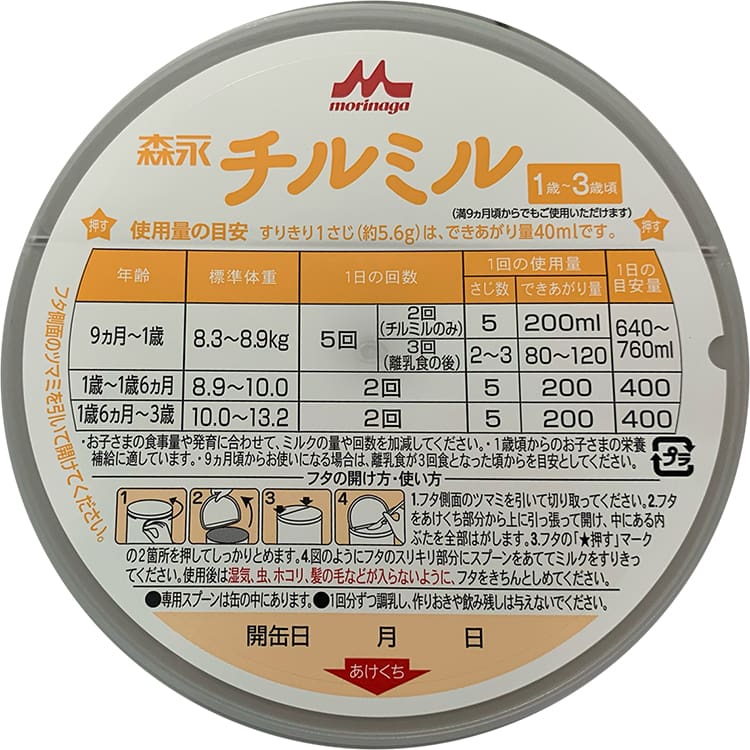 morinaga
森永 チルミル 1歳～3歳頃
(満9ヵ月頃からでもご使用いただけます)
押す 使用量の目安 すりきり1さじ(約5.6g)は、できあがり量40mlです。 押す
フタ側面のツマミを引いて開けてください。
年齢 標準体重 1日の回数 1回の使用量 1日の目安量
さじ数 できあがり量
9ヵ月～1歳 8.3～8.9kg 5回 2回(チルミルのみ) 5 200ml 640～760ml
3回(離乳食の後) 2～3 80～120
1歳～1歳6ヵ月 8.9～10.0 2回 5 200 400
1歳6ヵ月～3歳 10.0～13.2 2回 5 200 400
・お子さまの食事量や発育に合わせて、ミルクの量や回数を加減してください。・1歳頃からのお子さまの栄養
補給に適しています。・9ヵ月頃からお使いになる場合は、離乳食が3回食となった頃からを目安としてください。
プラ
フタの開け方・使い方
1 2 3 4
1.フタ側面のツマミを引いて切り取ってください。2.フタ
をあけくち部分から上に引っ張って開け、中にある内
ぶたを全部はがします。3.フタの「★押す」マーク
の2箇所を押してしっかりとめます。4.図のようにフタのスリキリ部分にスプーンをあててミルクをすりきっ
てください。使用後は湿気、虫、ホコリ、髪の毛などが入らないように、フタをきちんとしめてください。
●専用スプーンは缶の中にあります。●1回分ずつ調乳し、作りおきや飲み残しは与えないでください。
開缶日 月 日
あけくち